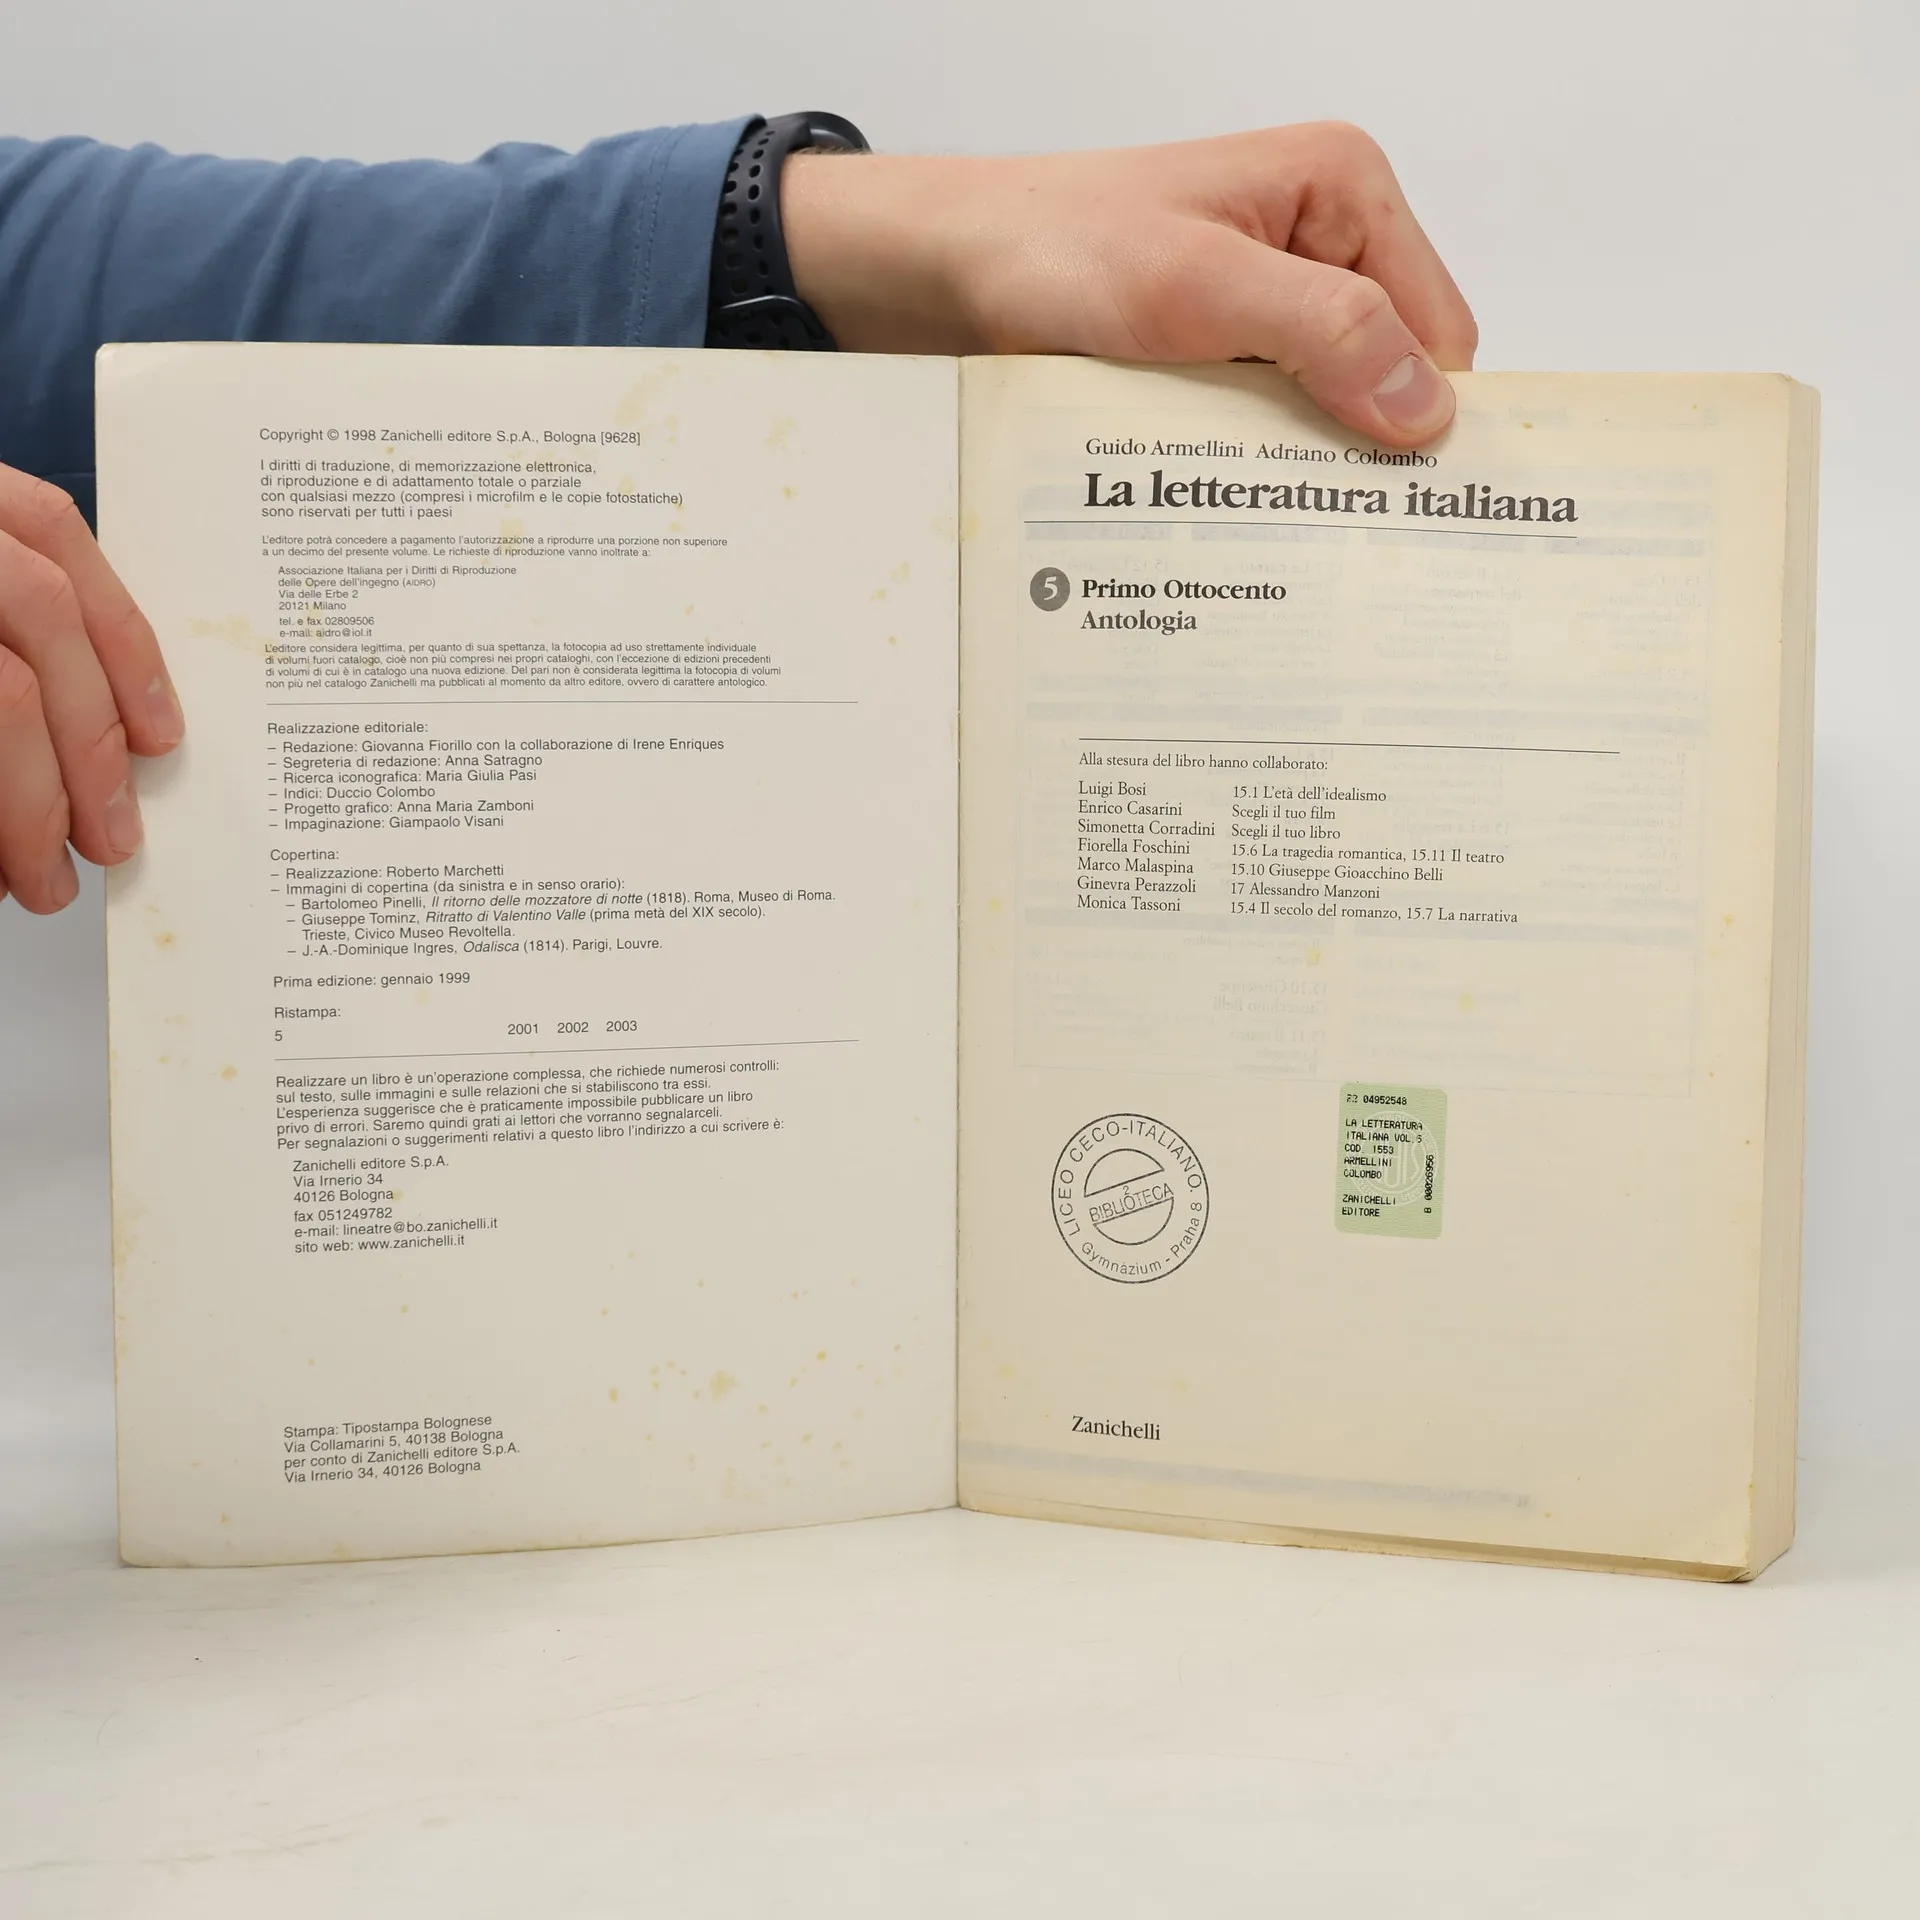 Copyright © 1998 Zanichelli editore S.p.A., Bologna [9628]
I diritti di traduzione, di memorizzazione elettronica,
di riproduzione e di adattamento totale o parziale
con qualsiasi mezzo (compresi i microfilm e le copie fotostatiche)
sono riservati per tutti i paesi
L'editore potrà concedere a pagamento l'autorizzazione a riprodurre una porzione non superiore
a un decimo del presente volume. Le richieste di riproduzione vanno inoltrate a:
Associazione Italiana per i Diritti di Riproduzione
delle Opere dell'ingegno (AIDRO)
Via delle Erbe 2
20121 Milano
tel. e fax 02809506
e-mail: aidro@iol.it
L'editore considera legittima, per quanto di sua spettanza, la fotocopia ad uso strettamente individuale
di volumi fuori catalogo, cioè non più compresi nei propri cataloghi, con l'eccezione di edizioni precedenti
di volumi di cui è in catalogo una nuova edizione. Del pari non è considerata legittima la fotocopia di volumi
non più nel catalogo Zanichelli ma pubblicati al momento da altro editore, ovvero di carattere antologico.
Realizzazione editoriale:
– Redazione: Giovanna Fiorillo con la collaborazione di Irene Enriques
– Segreteria di redazione: Anna Satragno
– Ricerca iconografica: Maria Giulia Pasi
– Indici: Duccio Colombo
– Progetto grafico: Anna Maria Zamboni
– Impaginazione: Giampaolo Visani
Copertina:
– Realizzazione: Roberto Marchetti
– Immagini di copertina (da sinistra e in senso orario):
– Bartolomeo Pinelli, Il ritorno delle mozzatore di notte (1818). Roma, Museo di Roma.
– Giuseppe Tominz, Ritratto di Valentino Valle (prima metà del XIX secolo).
Trieste, Civico Museo Revoltella.
– J.-A.-Dominique Ingres, Odalisca (1814). Parigi, Louvre.
Prima edizione: gennaio 1999
Ristampa:
5 2001 2002 2003
Realizzare un libro è un'operazione complessa, che richiede numerosi controlli:
sul testo, sulle immagini e sulle relazioni che si stabiliscono tra essi.
L'esperienza suggerisce che è praticamente impossibile pubblicare un libro
privo di errori. Saremo quindi grati ai lettori che vorranno segnalarceli.
Per segnalazioni o suggerimenti relativi a questo libro l'indirizzo a cui scrivere è:
Zanichelli editore S.p.A.
Via Irnerio 34
40126 Bologna
fax 051249782
e-mail: lineatre@bo.zanichelli.it
sito web: www.zanichelli.it
Stampa: Tipostampa Bolognese
Via Collamarini 5, 40138 Bologna
per conto di Zanichelli editore S.p.A.
Via Irnerio 34, 40126 Bologna
Guido Armellini Adriano Colombo
La letteratura italiana
5 Primo Ottocento
Antologia
Alla stesura del libro hanno collaborato:
Luigi Bosi 15.1 L'età dell'idealismo
Enrico Casarini Scegli il tuo film
Simonetta Corradini Scegli il tuo libro
Fiorella Foschini 15.6 La tragedia romantica, 15.11 Il teatro
Marco Malaspina 15.10 Giuseppe Gioacchino Belli
Ginevra Perazzoli 17 Alessandro Manzoni
Monica Tassoni 15.4 Il secolo del romanzo, 15.7 La narrativa
LICEO CECO-ITALIANO.
2
BIBLIOTECA
Gymnázium - Praha 8
04952548
LA LETTERATURA
ITALIANA VOL.5
COD. 1553
ARMELLINI
COLOMBO
ZANICHELLI
EDITORE
Zanichelli